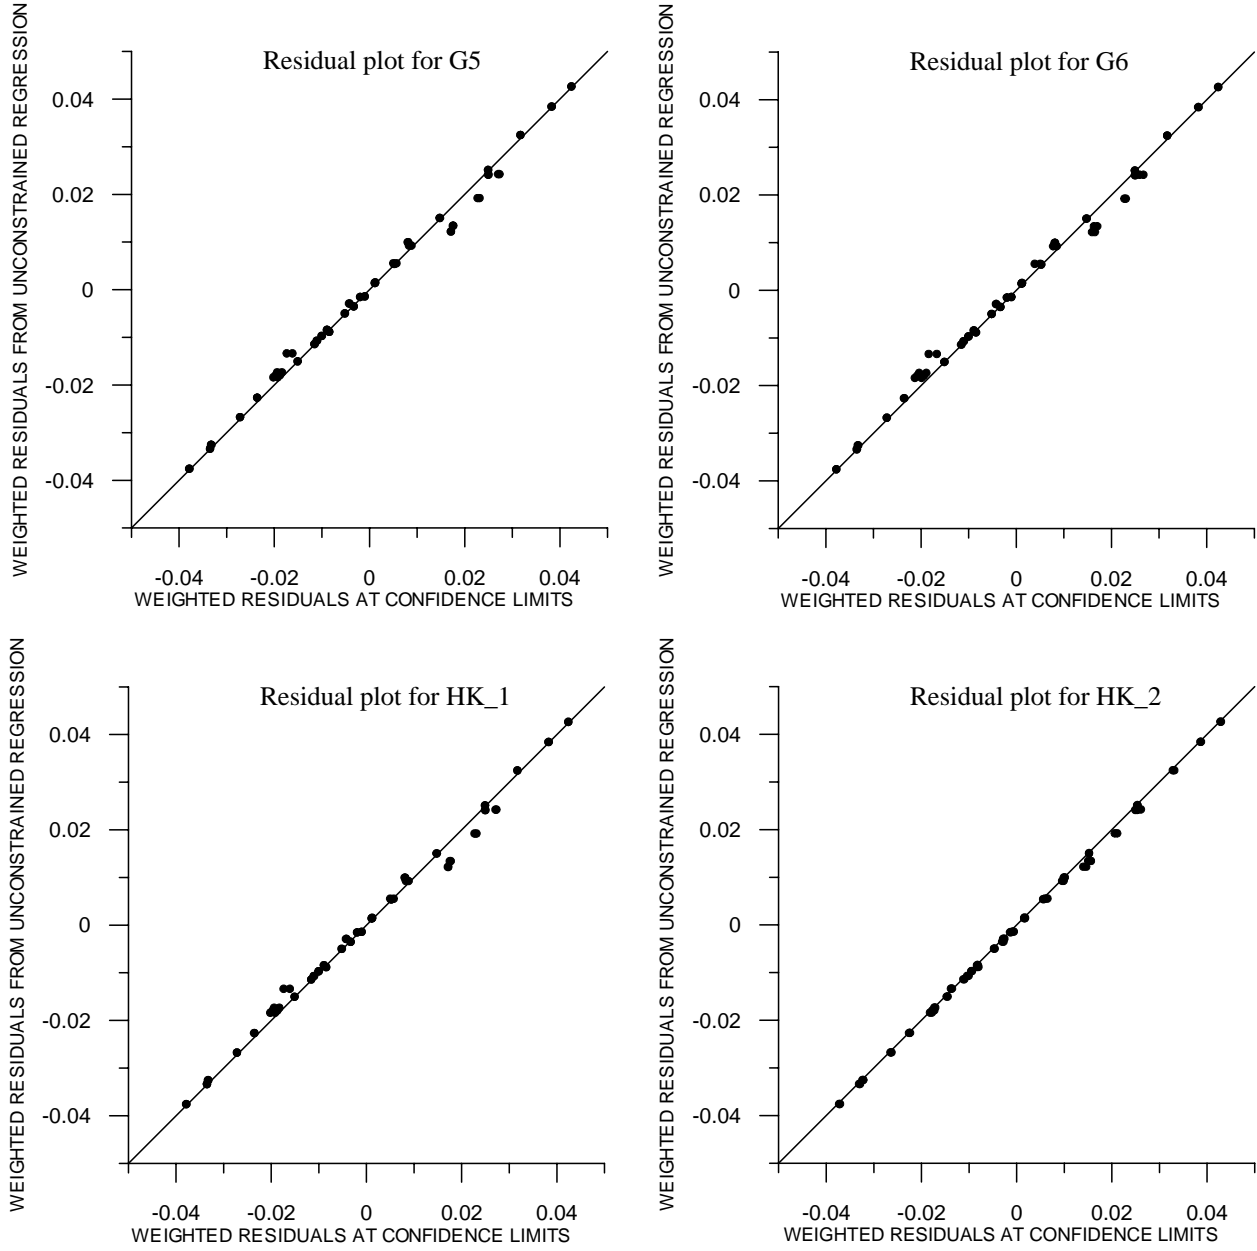 Residual plot for G5
WEIGHTED RESIDUALS FROM UNCONSTRAINED REGRESSION
0.04
0.02
0
-0.02
-0.04
-0.04 -0.02 0 0.02 0.04
WEIGHTED RESIDUALS AT CONFIDENCE LIMITS
Residual plot for G6
WEIGHTED RESIDUALS FROM UNCONSTRAINED REGRESSION
0.04
0.02
0
-0.02
-0.04
-0.04 -0.02 0 0.02 0.04
WEIGHTED RESIDUALS AT CONFIDENCE LIMITS
Residual plot for HK_1
WEIGHTED RESIDUALS FROM UNCONSTRAINED REGRESSION
0.04
0.02
0
-0.02
-0.04
-0.04 -0.02 0 0.02 0.04
WEIGHTED RESIDUALS AT CONFIDENCE LIMITS
Residual plot for HK_2
WEIGHTED RESIDUALS FROM UNCONSTRAINED REGRESSION
0.04
0.02
0
-0.02
-0.04
-0.04 -0.02 0 0.02 0.04
WEIGHTED RESIDUALS AT CONFIDENCE LIMITS